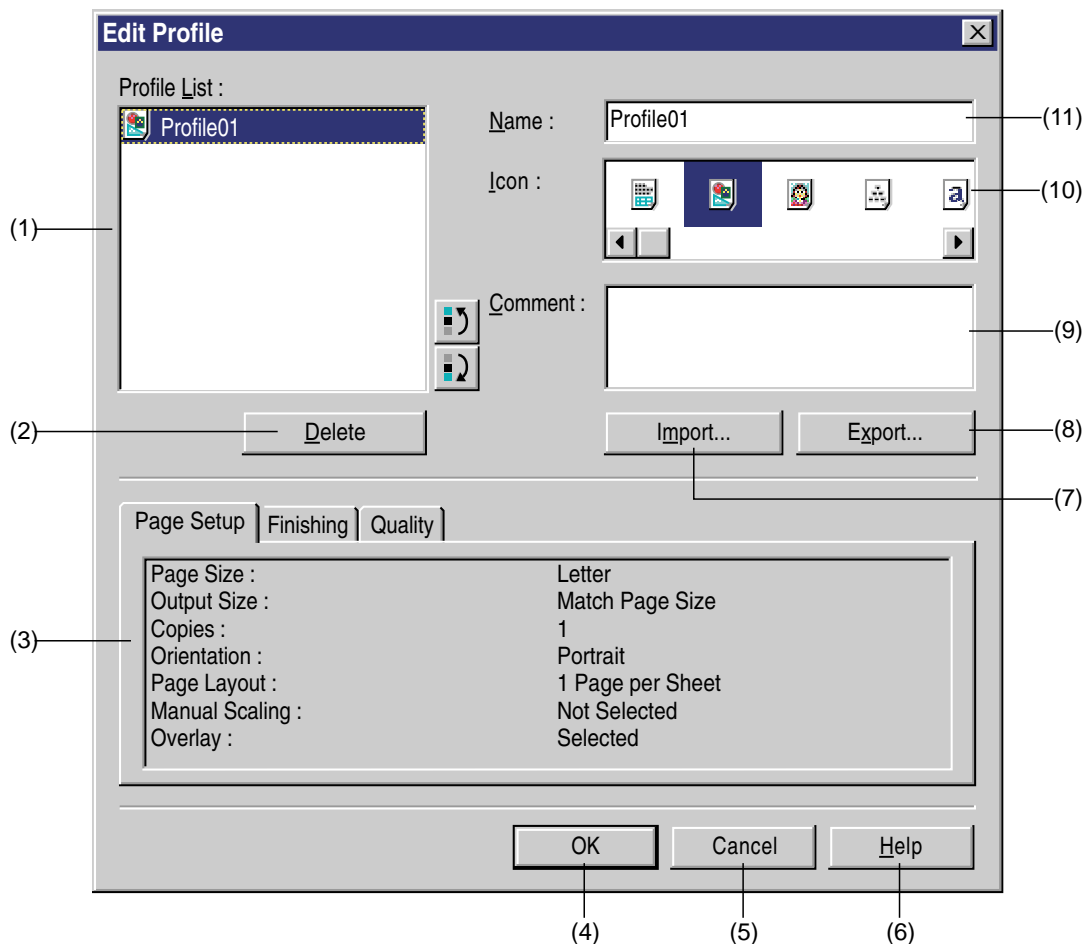 Edit Profile
Profile List :
Profile01
Name :
Profile01
(11)
Icon :
a
(10)
(1)
Comment :
(9)
(2)
Delete
Import...
Export...
(8)
(7)
Page Setup
Finishing
Quality
Page Size : Letter
Output Size : Match Page Size
Copies : 1
(3)
Orientation : Portrait
Page Layout : 1 Page per Sheet
Manual Scaling : Not Selected
Overlay : Selected
OK
Cancel
Help
(4)
(5)
(6)